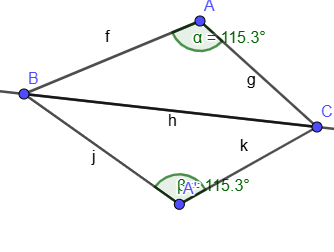 A
f
α = 115.3°
g
B
C
h
k
j
β = 115.3°
A'